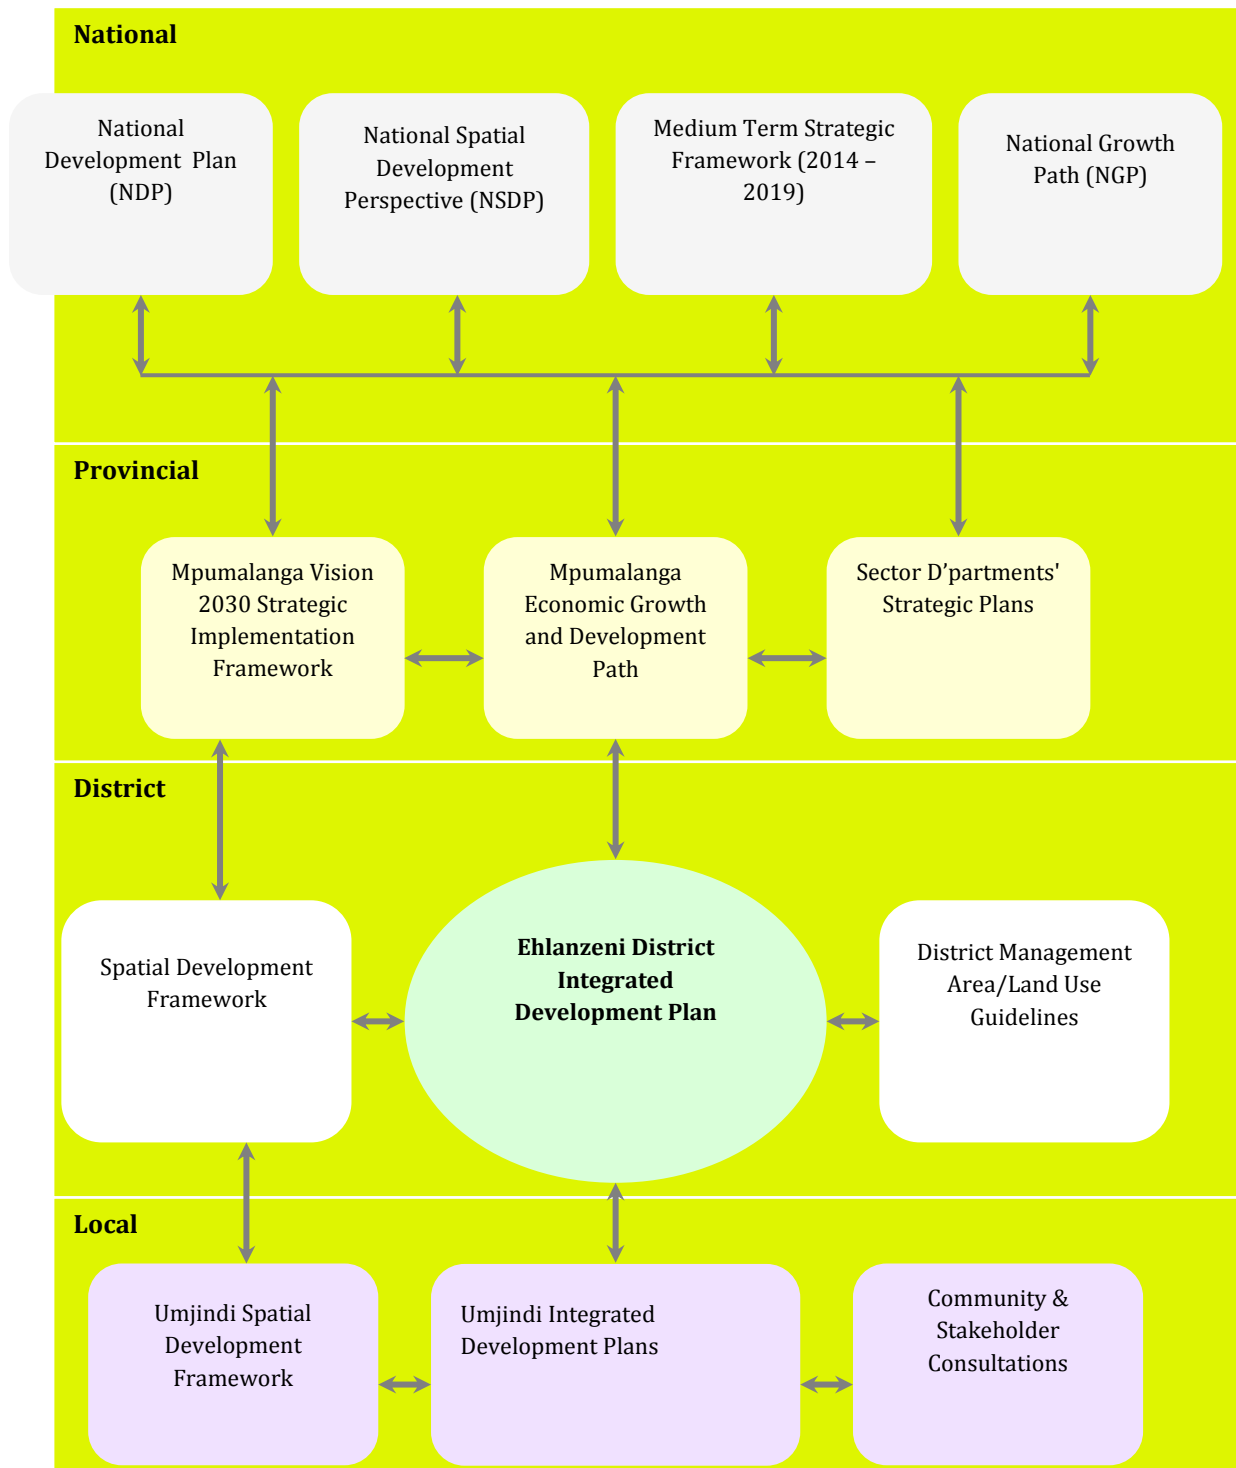 National
National
Development  Plan
(NDP)
National Spatial
Development
Perspective (NSDP)
Medium Term Strategic
Framework (2014 –
2019)
National Growth
Path (NGP)
Provincial
Mpumalanga Vision
2030 Strategic
Implementation
Framework
Mpumalanga
Economic Growth
and Development
Path
Sector D’partments'
Strategic Plans
District
Spatial Development
Framework
Ehlanzeni District
Integrated
Development Plan
District Management
Area/Land Use
Guidelines
Local
Umjindi Spatial
Development
Framework
Umjindi Integrated
Development Plans
Community &
Stakeholder
Consultations